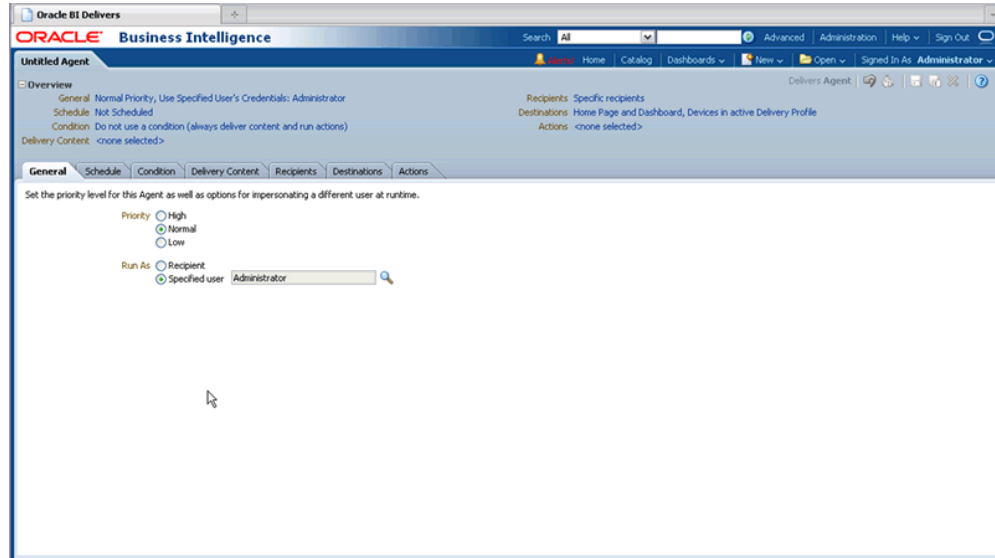 Oracle BI Delivers
ORACLE Business Intelligence Search All Advanced Administration Help Sign Out
Untitled Agent Alerts! Home Catalog Dashboards New Open Signed In As Administrator
Overview Delivers Agent
General Normal Priority, Use Specified User's Credentials: Administrator Recipients Specific recipients
Schedule Not Scheduled Destinations Home Page and Dashboard, Devices in active Delivery Profile
Condition Do not use a condition (always deliver content and run actions) Actions <none selected>
Delivery Content <none selected>
General Schedule Condition Delivery Content Recipients Destinations Actions
Set the priority level for this Agent as well as options for impersonating a different user at runtime.
Priority High
Normal
Low
Run As Recipient
Specified user Administrator